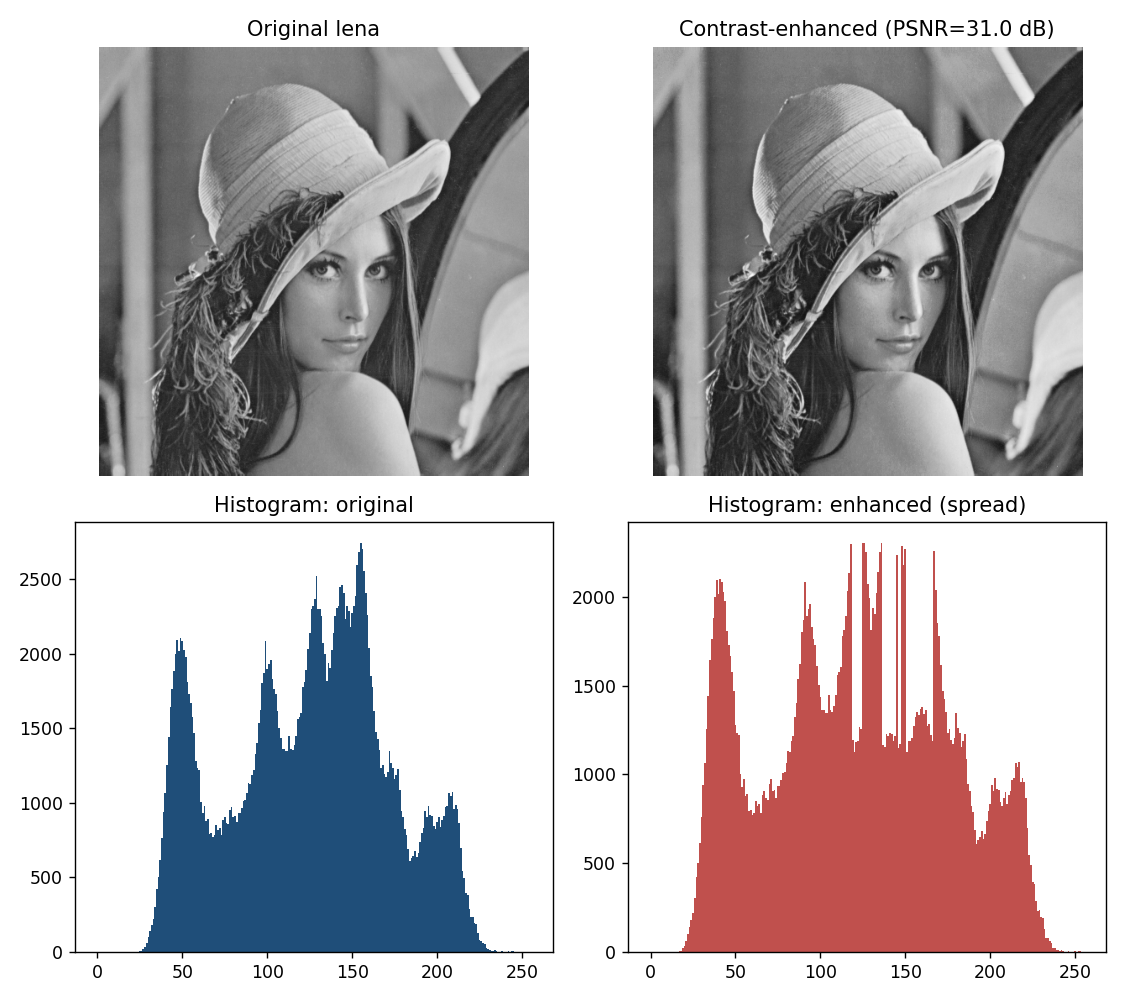 Original lena
Contrast-enhanced (PSNR=31.0 dB)
Histogram: original
Histogram: enhanced (spread)
2500
2000
1500
1000
500
0
0 50 100 150 200 250
2000
1500
1000
500
0
0 50 100 150 200 250